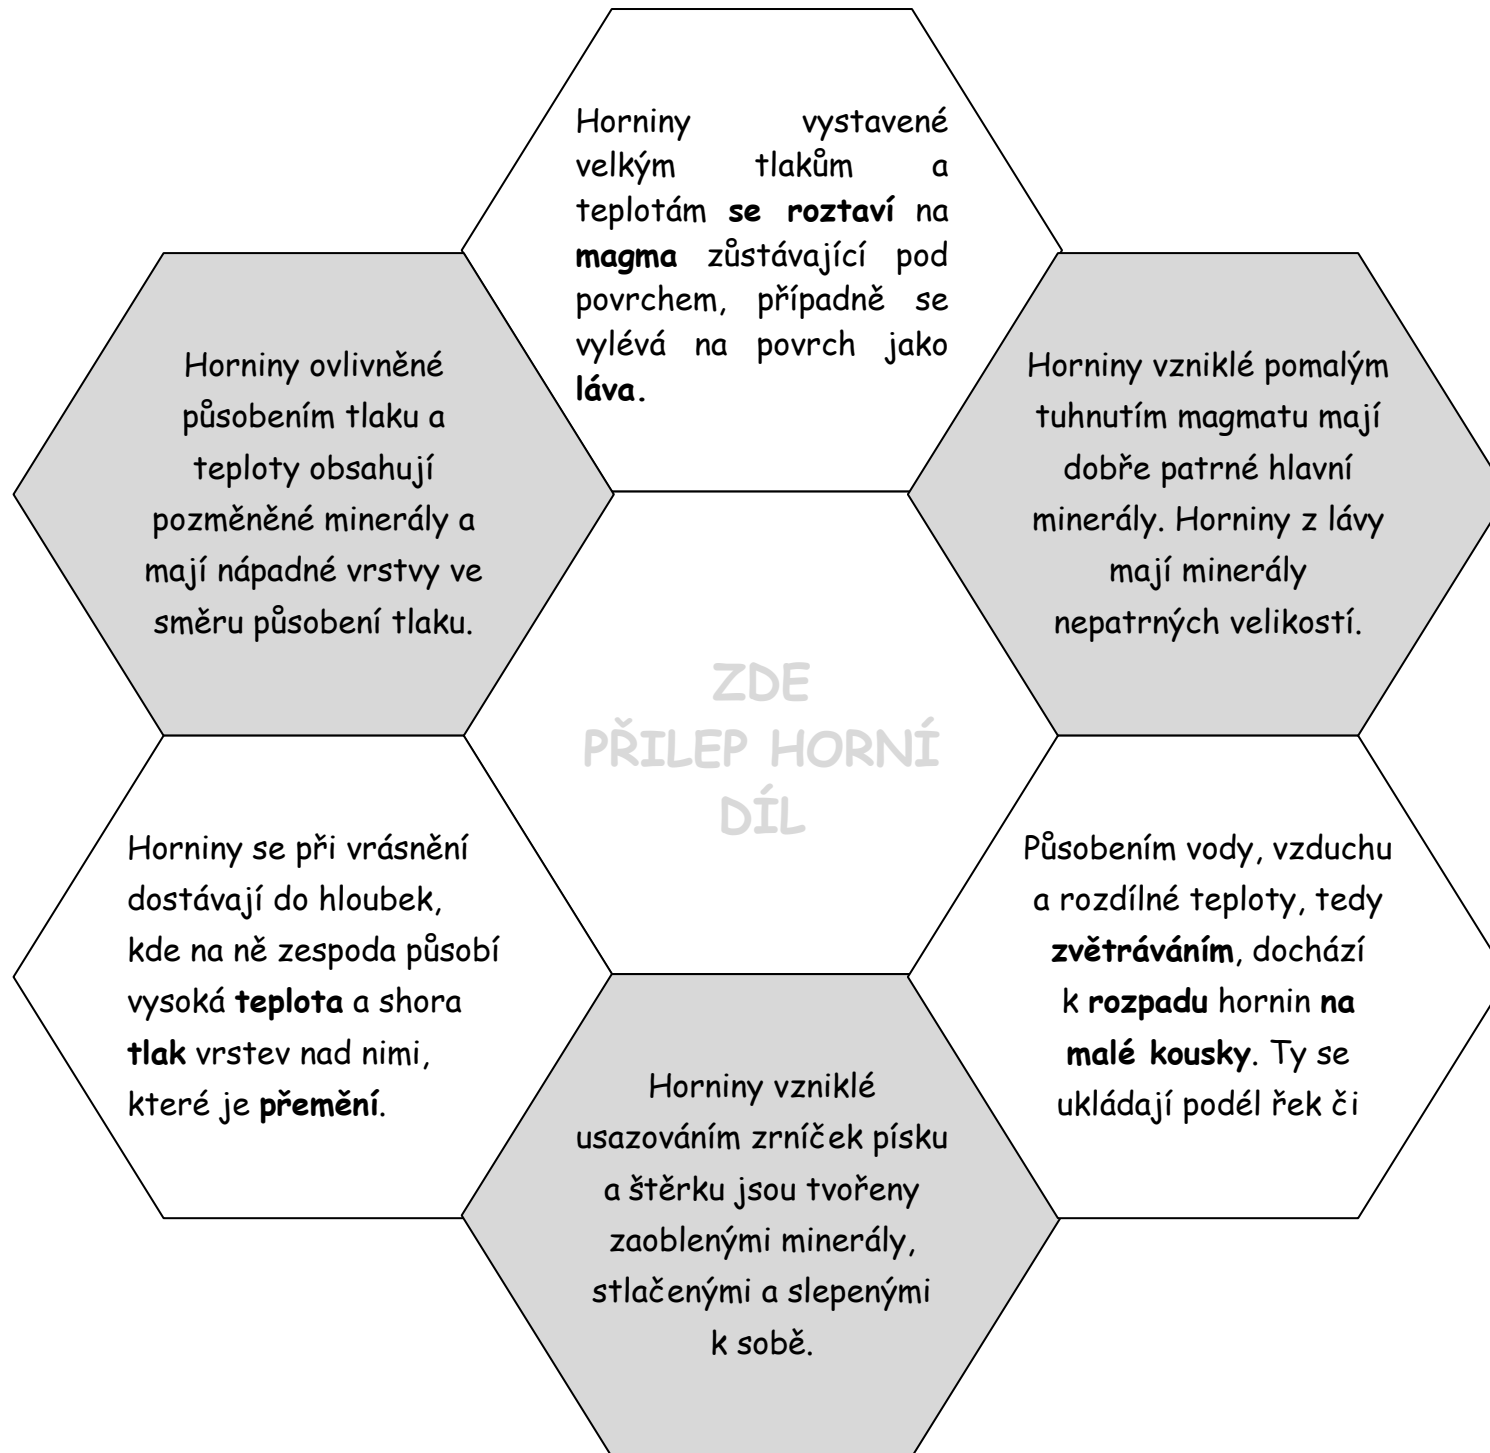 Horniny vystavené
velkým tlakům a
teplotám se roztaví na
magma zůstávající pod
povrchem, případně se
vylévá na povrch jako
láva.
Horniny ovlivněné
působením tlaku a
teploty obsahují
pozměněné minerály a
mají nápadné vrstvy ve
směru působení tlaku.
Horniny vzniklé pomalým
tuhnutím magmatu mají
dobře patrné hlavní
minerály. Horniny z lávy
mají minerály
nepatrných velikostí.
ZDE
PŘILEP HORNÍ
DÍL
Horniny se při vrásnění
dostávají do hloubek,
kde na ně zespoda působí
vysoká teplota a shora
tlak vrstev nad nimi,
které je přemění.
Působením vody, vzduchu
a rozdílné teploty, tedy
zvětráváním, dochází
k rozpadu hornin na
malé kousky. Ty se
ukládají podél řek či
Horniny vzniklé
usazováním zrníček písku
a štěrku jsou tvořeny
zaoblenými minerály,
stlačenými a slepenými
k sobě.